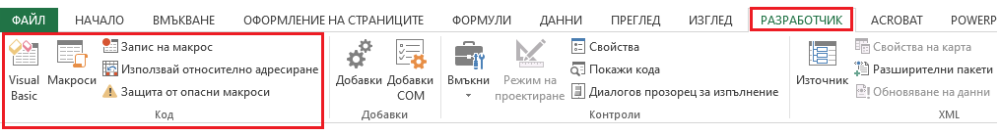 ФАЙЛ НАЧАЛО ВМЪКВАНЕ ОФОРМЛЕНИЕ НА СТРАНИЦИТЕ ФОРМУЛИ ДАННИ ПРЕГЛЕД ИЗГЛЕД РАЗРАБОТЧИК ACROBAT POWERP
Visual Basic
Макроси
Запис на макрос
Използвай относително адресиране
Защита от опасни макроси
Код
Добавки
Добавки COM
Добавки
Вмъкни
Режим на проектиране
Свойства
Покажи кода
Диалогов прозорец за изпълнение
Контроли
Източник
Свойства на карта
Разширителни пакети
Обновяване на данни
XML